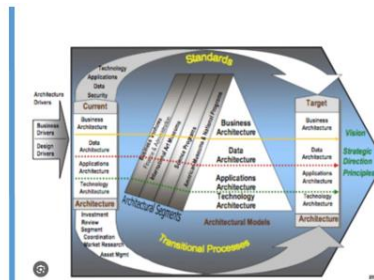 Standards
Technology
Applications
Data
Security
Architecture
Drivers
Business
Drivers
Design
Drivers
Current
Business
Architecture
Data
Architecture
Applications
Architecture
Technology
Architecture
Architecture
Investment
Review
Segment
Coordination
Market Research
Asset Mgmt
Architectural Segments
Business
Architecture
Data
Architecture
Applications
Architecture
Technology
Architecture
Architectural Models
Transitional Processes
Target
Business
Architecture
Data
Architecture
Applications
Architecture
Technology
Architecture
Architecture
Vision
Strategic
Direction
Principles